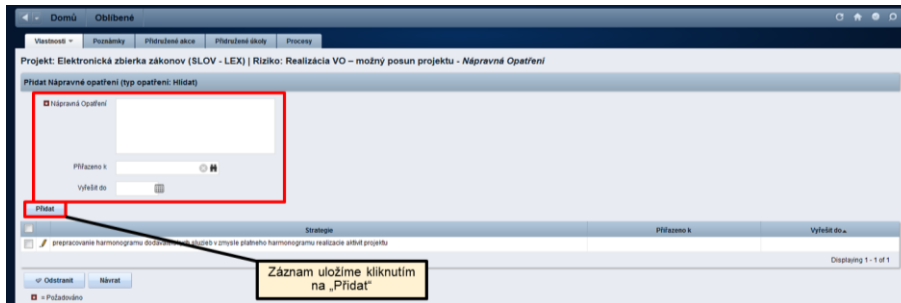 Domů Oblíbené
Vlastnosti Poznámky Přidružené akce Přidružené úkoly Procesy
Projekt: Elektronická zbierka zákonov (SLOV - LEX) | Riziko: Realizácia VO – možný posun projektu - Nápravná Opatření
Přidat Nápravné opatření (typ opatření: Hlídat)
Nápravná Opatření
Přiřazeno k
Vyřešit do
Přidat
Strategie Přiřazeno k Vyřešit do
prepracovanie harmonogramu služieb v zmysle platneho harmonogramu realizacie aktivit projektu
Displaying 1 - 1 of 1
Odstranit Návrat
= Požadováno
Záznam uložíme kliknutím
na „Přidat“